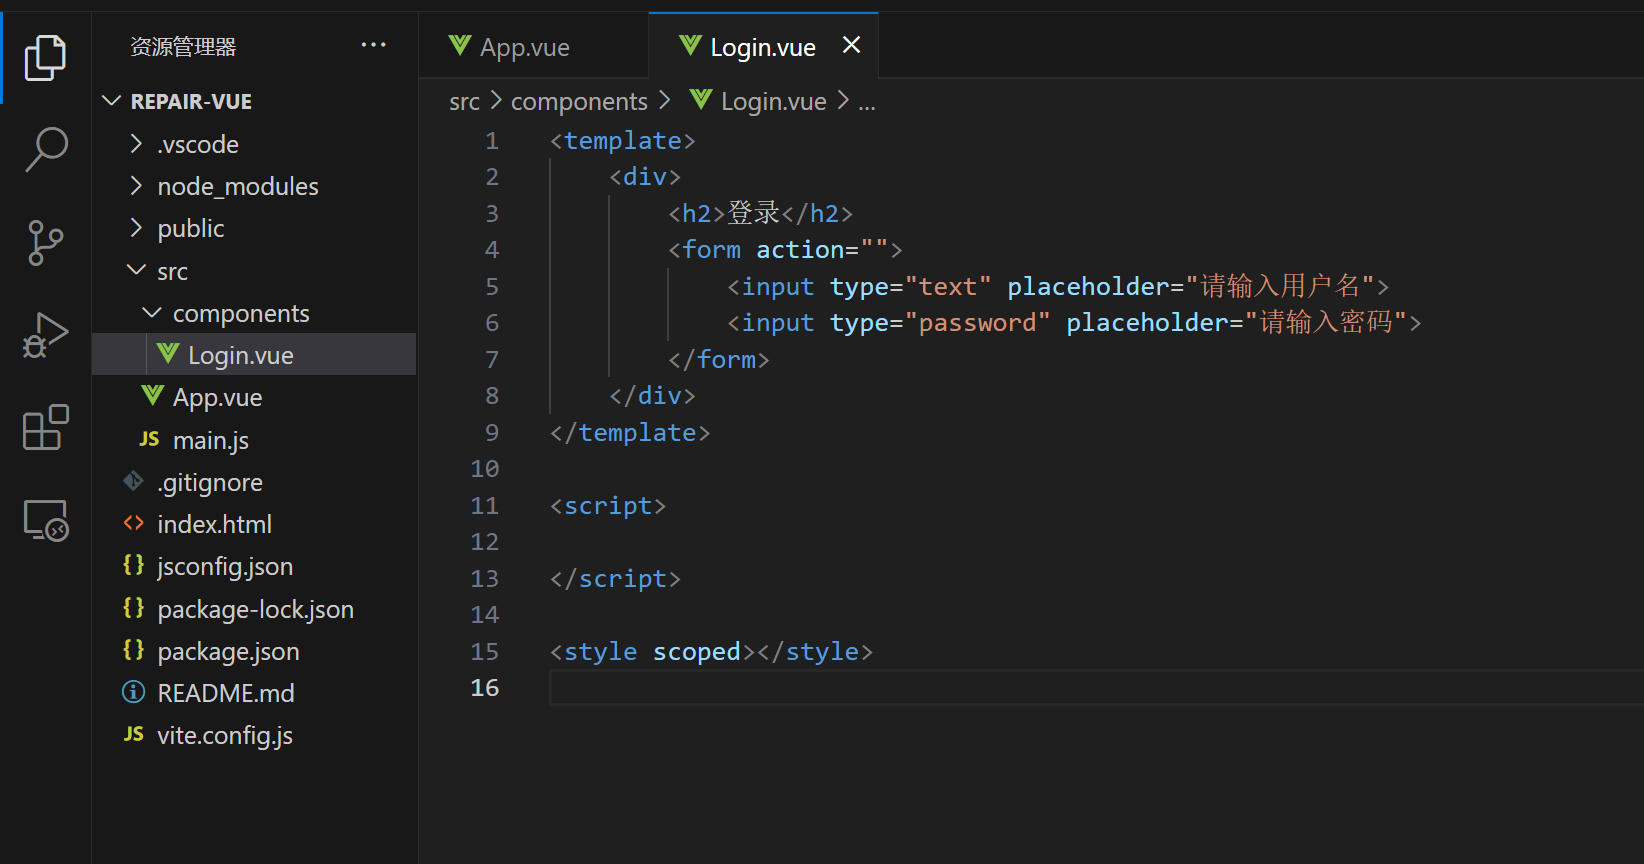 资源管理器 ···
REPAIR-VUE
.vscode
node_modules
public
src
components
Login.vue
App.vue
JS main.js
.gitignore
<> index.html
{} jsconfig.json
{} package-lock.json
{} package.json
README.md
JS vite.config.js
App.vue Login.vue
src > components > Login.vue > ...
1 <template>
2 <div>
3 <h2>登录</h2>
4 <form action="">
5 <input type="text" placeholder="请输入用户名">
6 <input type="password" placeholder="请输入密码">
7 </form>
8 </div>
9 </template>
10
11 <script>
12
13 </script>
14
15 <style scoped></style>
16